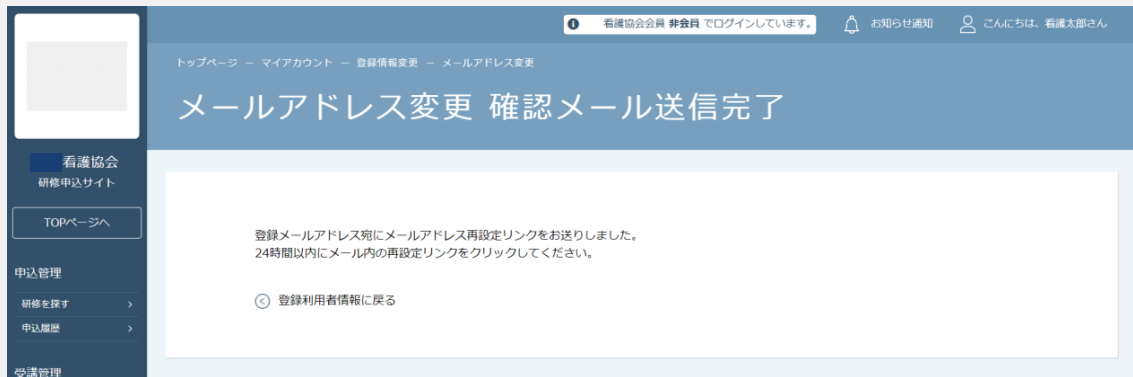 看護協会会員 非会員 でログインしています。
お知らせ通知
こんにちは、看護太郎さん
トップページ － マイアカウント － 登録情報変更 － メールアドレス変更
メールアドレス変更 確認メール送信完了
看護協会
研修申込サイト
TOPページへ
申込管理
研修を探す
申込履歴
受講管理
登録メールアドレス宛にメールアドレス再設定リンクをお送りしました。
24時間以内にメール内の再設定リンクをクリックしてください。
登録利用者情報に戻る